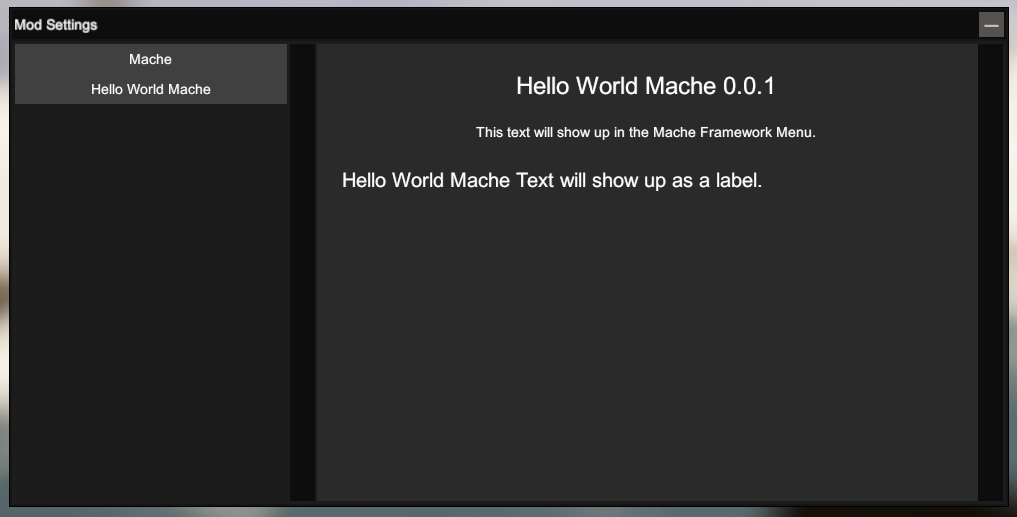 Mod Settings
Mache
Hello World Mache
Hello World Mache 0.0.1
This text will show up in the Mache Framework Menu.
Hello World Mache Text will show up as a label.